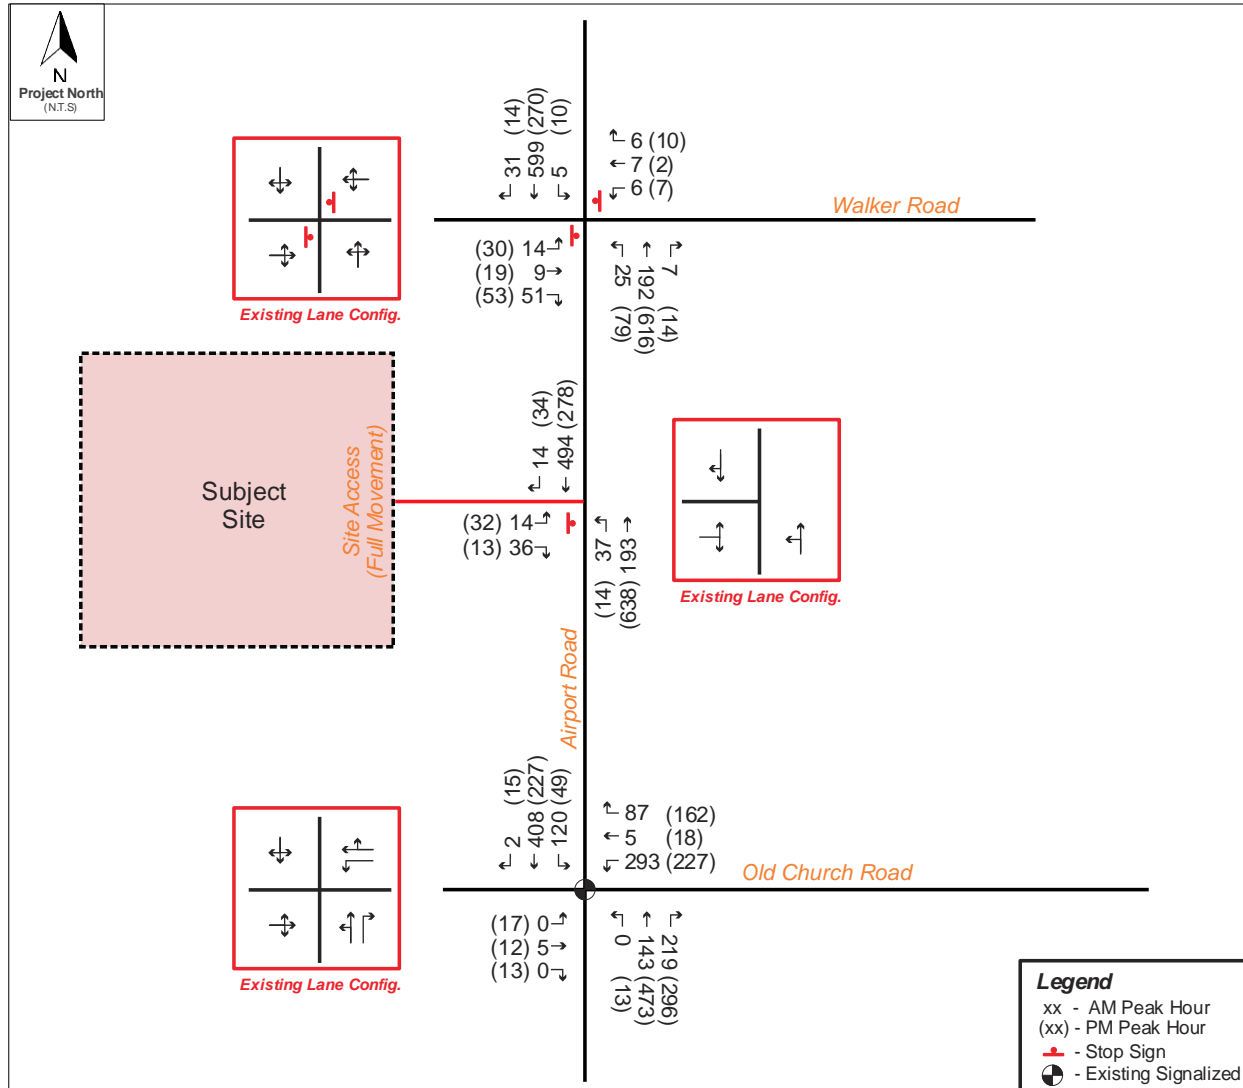 N
Project North
(N.T.S)
31 (14)
599 (270)
5 (10)
6 (10)
7 (2)
6 (7)
Walker Road
(30) 14
(19) 9
(53) 51
25 (79)
192 (616)
7 (14)
Existing Lane Config.
Subject
Site
Site Access
(Full Movement)
14 (34)
494 (278)
(32) 14
(13) 36
(14) 37
(638) 193
Existing Lane Config.
Airport Road
2 (15)
408 (227)
120 (49)
87 (162)
5 (18)
293 (227)
Old Church Road
(17) 0
(12) 5
(13) 0
0 (13)
143 (473)
219 (296)
Existing Lane Config.
Legend
xx - AM Peak Hour
(xx) - PM Peak Hour
- Stop Sign
- Existing Signalized